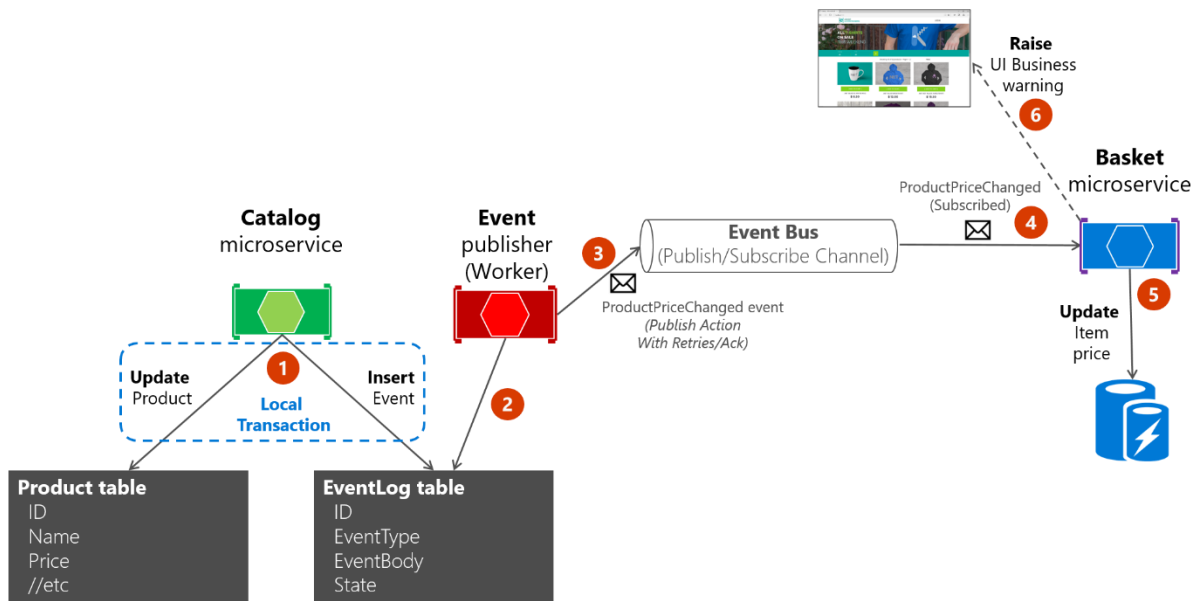 Raise
UI Business
warning
6
Basket
microservice
ProductPriceChanged
(Subscribed)
4
Catalog
microservice
Event
publisher
(Worker)
3
Event Bus
(Publish/Subscribe Channel)
ProductPriceChanged event
(Publish Action
With Retries/Ack)
5
Update
Item
price
1
Update
Product
Insert
Event
Local
Transaction
2
Product table
ID
Name
Price
//etc
EventLog table
ID
EventType
EventBody
State